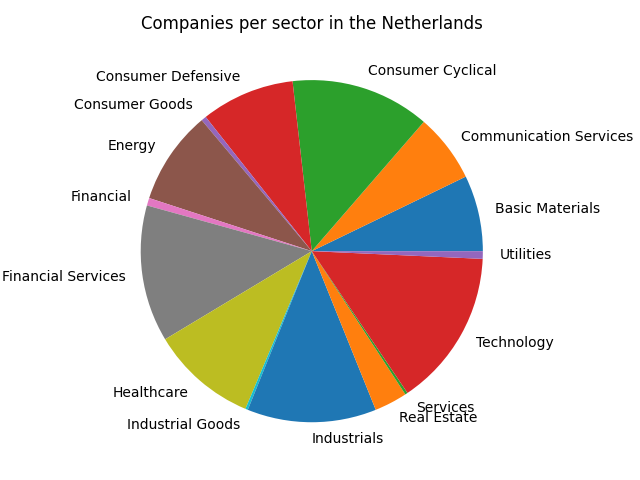 Companies per sector in the Netherlands
Consumer Cyclical
Consumer Defensive
Consumer Goods
Communication Services
Energy
Financial
Basic Materials
Utilities
Financial Services
Technology
Healthcare
Services
Real Estate
Industrial Goods
Industrials